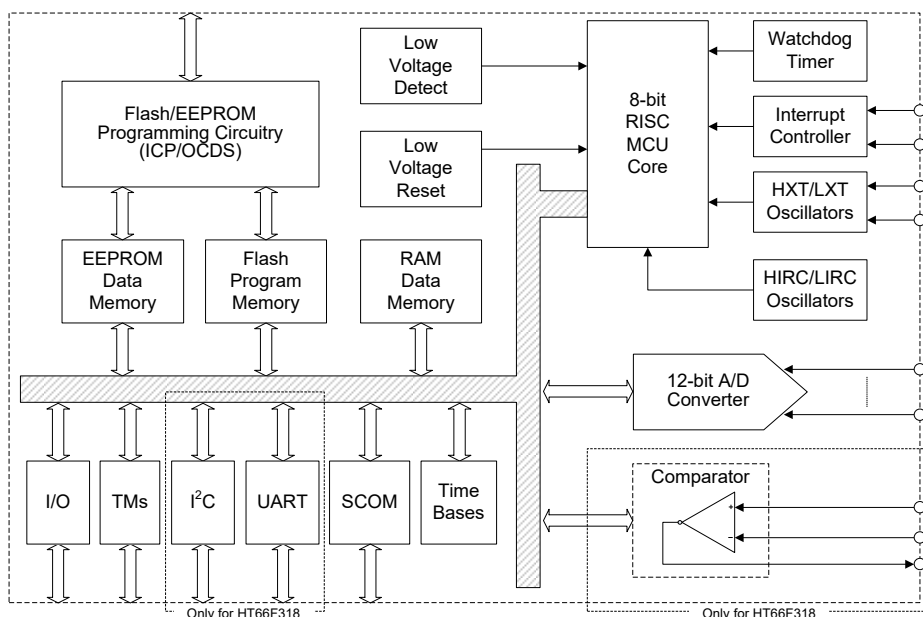 Low
Voltage
Detect
Watchdog
Timer
Flash/EEPROM
Programming Circuitry
(ICP/OCDS)
8-bit
RISC
MCU
Core
Interrupt
Controller
Low
Voltage
Reset
HXT/LXT
Oscillators
EEPROM
Data
Memory
Flash
Program
Memory
RAM
Data
Memory
HIRC/LIRC
Oscillators
12-bit A/D
Converter
I/O
TMs
I²C
UART
SCOM
Time
Bases
Comparator
+
−
Only for HT66F318
Only for HT66F318